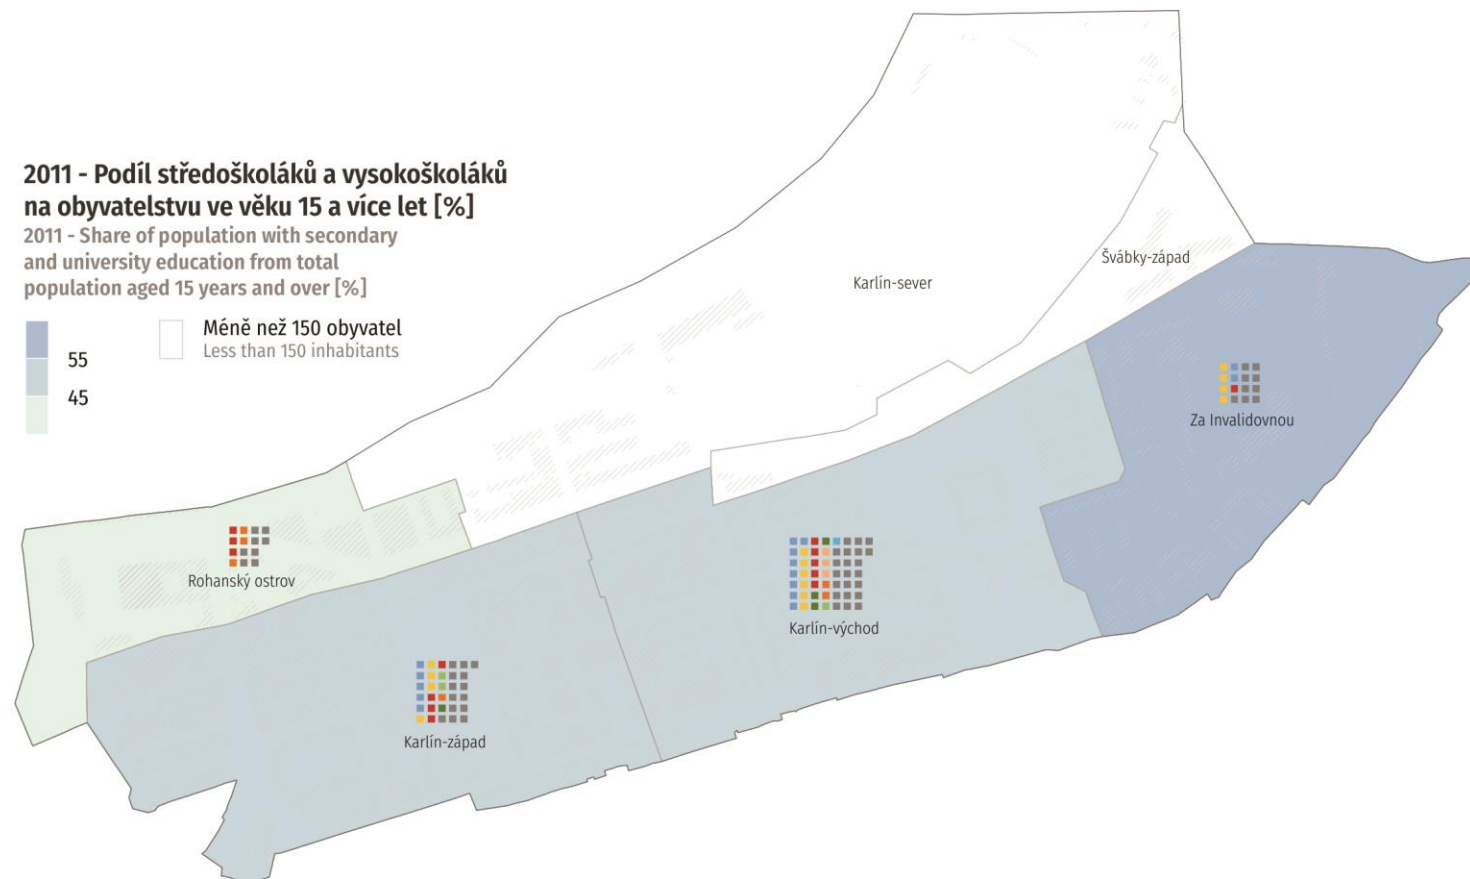 2011 - Podíl středoškoláků a vysokoškoláků
na obyvatelstvu ve věku 15 a více let [%]
2011 - Share of population with secondary
and university education from total
population aged 15 years and over [%]
55
45
Méně než 150 obyvatel
Less than 150 inhabitants
Karlín-sever
Švábky-západ
Za Invalidovnou
Rohanský ostrov
Karlín-východ
Karlín-západ